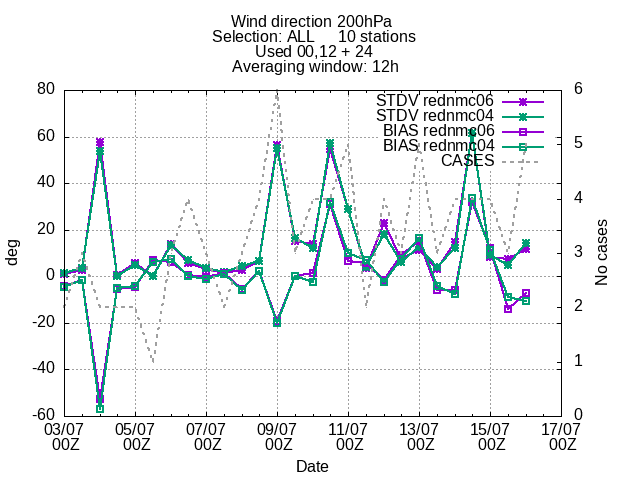 Wind direction 200hPa
Selection: ALL 10 stations
Used 00,12 + 24
Averaging window: 12h
80 6
STDV rednmc06
STDV rednmc04
BIAS rednmc06
BIAS rednmc04
CASES
60 5
40 4
20 3
0
-20 2
-40 1
-60 0
deg
No cases
03/07 05/07 07/07 09/07 11/07 13/07 15/07 17/07
00Z 00Z 00Z 00Z 00Z 00Z 00Z 00Z
Date